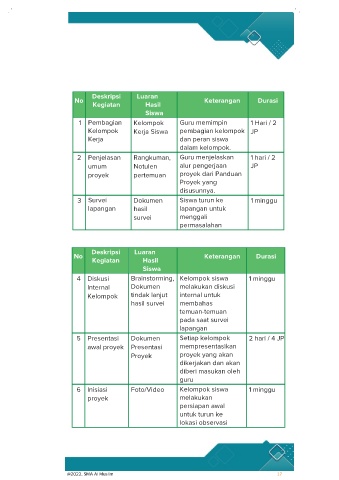 No Deskripsi Kegiatan Luaran Hasil Siswa Keterangan Durasi
1 Pembagian Kelompok Kerja Kelompok Kerja Siswa Guru memimpin pembagian kelompok dan peran siswa dalam kelompok. 1 Hari / 2 JP
2 Penjelasan umum proyek Rangkuman, Notulen pertemuan Guru menjelaskan alur pengerjaan proyek dari Panduan Proyek yang disusunnya. 1 hari / 2 JP
3 Survei lapangan Dokumen hasil survei Siswa turun ke lapangan untuk menggali permasalahan 1 minggu
No Deskripsi Kegiatan Luaran Hasil Siswa Keterangan Durasi
4 Diskusi Internal Kelompok Brainstorming, Dokumen tindak lanjut hasil survei Kelompok siswa melakukan diskusi internal untuk membahas temuan-temuan pada saat survei lapangan 1 minggu
5 Presentasi awal proyek Dokumen Presentasi Proyek Setiap kelompok mempresentasikan proyek yang akan dikerjakan dan akan diberi masukan oleh guru 2 hari / 4 JP
6 Inisiasi proyek Foto/Video Kelompok siswa melakukan persiapan awal untuk turun ke lokasi observasi 1 minggu
@2022, SMA Al Muslim